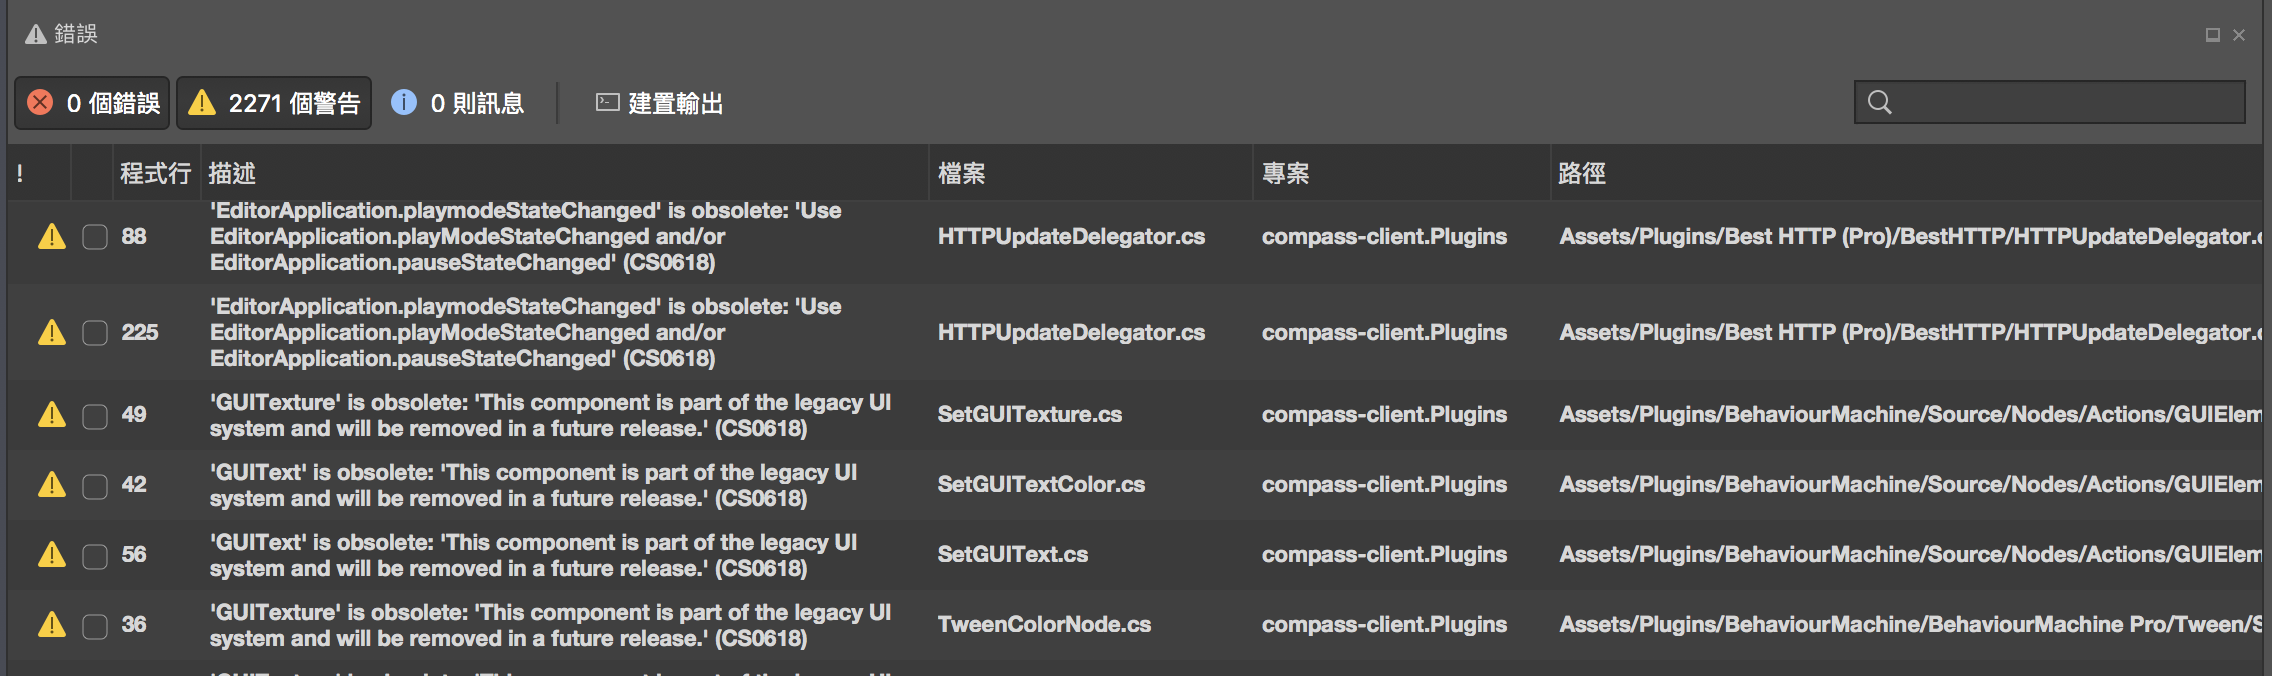 錯誤
0 個錯誤 2271 個警告 0 則訊息 建置輸出
! 程式行 描述 檔案 專案 路徑
'EditorApplication.playmodeStateChanged' is obsolete: 'Use
88 EditorApplication.playModeStateChanged and/or HTTPUpdateDelegator.cs compass-client.Plugins Assets/Plugins/Best HTTP (Pro)/BestHTTP/HTTPUpdateDelegator.c
EditorApplication.pauseStateChanged' (CS0618)
'EditorApplication.playmodeStateChanged' is obsolete: 'Use
225 EditorApplication.playModeStateChanged and/or HTTPUpdateDelegator.cs compass-client.Plugins Assets/Plugins/Best HTTP (Pro)/BestHTTP/HTTPUpdateDelegator.c
EditorApplication.pauseStateChanged' (CS0618)
49 'GUITexture' is obsolete: 'This component is part of the legacy UI SetGUITexture.cs compass-client.Plugins Assets/Plugins/BehaviourMachine/Source/Nodes/Actions/GUIElem
system and will be removed in a future release.' (CS0618)
42 'GUIText' is obsolete: 'This component is part of the legacy UI SetGUITextColor.cs compass-client.Plugins Assets/Plugins/BehaviourMachine/Source/Nodes/Actions/GUIElem
system and will be removed in a future release.' (CS0618)
56 'GUIText' is obsolete: 'This component is part of the legacy UI SetGUIText.cs compass-client.Plugins Assets/Plugins/BehaviourMachine/Source/Nodes/Actions/GUIElem
system and will be removed in a future release.' (CS0618)
36 'GUITexture' is obsolete: 'This component is part of the legacy UI TweenColorNode.cs compass-client.Plugins Assets/Plugins/BehaviourMachine/BehaviourMachine Pro/Tween/S
system and will be removed in a future release.' (CS0618)